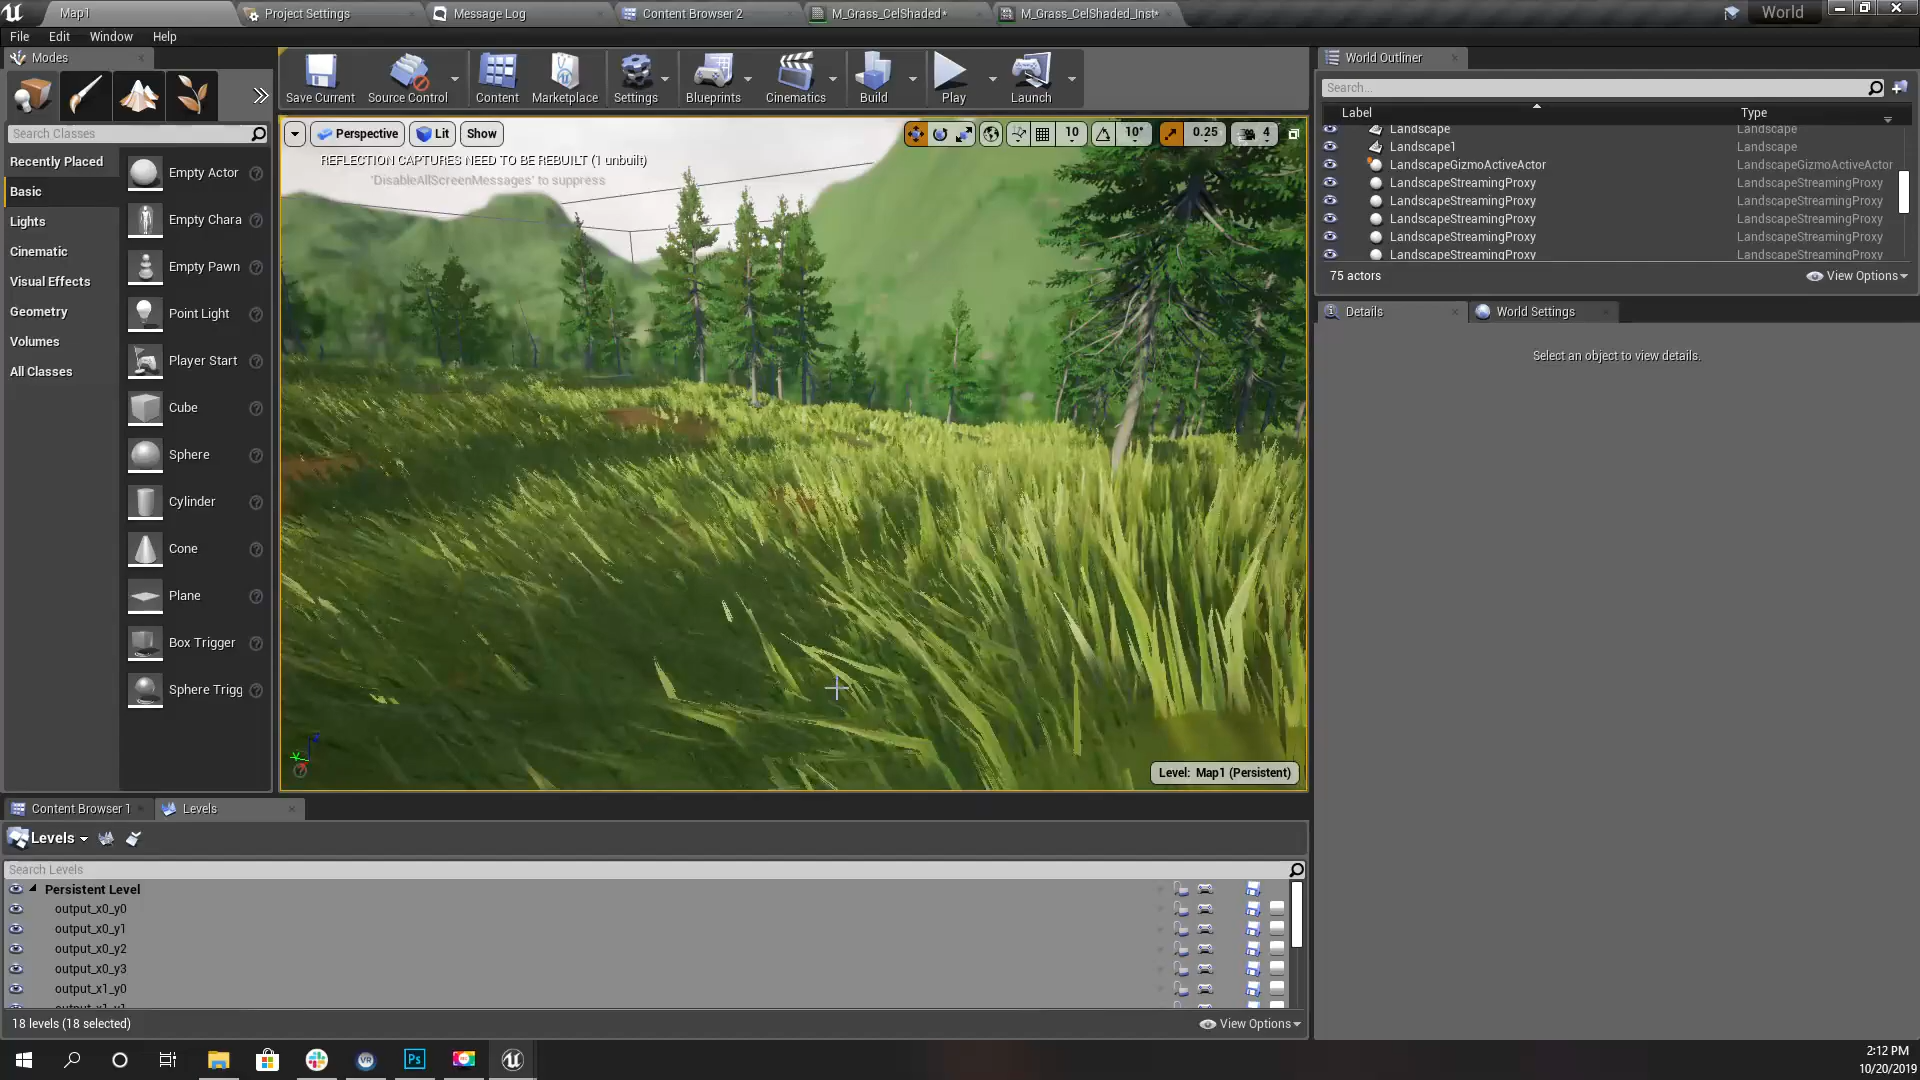 Map1
Project Settings
Message Log
Content Browser 2
M_Grass_CelShaded*
M_Grass_CelShaded_Inst*
World
File
Edit
Window
Help
Modes
Save Current
Source Control
Content
Marketplace
Settings
Blueprints
Cinematics
Build
Play
Launch
Search Classes
Recently Placed
Basic
Lights
Cinematic
Visual Effects
Geometry
Volumes
All Classes
Empty Actor
Empty Chara
Empty Pawn
Point Light
Player Start
Cube
Sphere
Cylinder
Cone
Plane
Box Trigger
Sphere Trigg
Perspective
Lit
Show
10
10°
0.25
4
REFLECTION CAPTURES NEED TO BE REBUILT (1 unbuilt)
'DisableAllScreenMessages' to suppress
Level: Map1 (Persistent)
World Outliner
Search...
Label
Type
Landscape Landscape
Landscape1 Landscape
LandscapeGizmoActiveActor LandscapeGizmoActiveActor
LandscapeStreamingProxy LandscapeStreamingProxy
LandscapeStreamingProxy LandscapeStreamingProxy
LandscapeStreamingProxy LandscapeStreamingProxy
LandscapeStreamingProxy LandscapeStreamingProxy
LandscapeStreamingProxy LandscapeStreamingProxy
75 actors
View Options
Details
World Settings
Select an object to view details.
Content Browser 1
Levels
Levels
Search Levels
Persistent Level
output_x0_y0
output_x0_y1
output_x0_y2
output_x0_y3
output_x1_y0
output_x1_y1
18 levels (18 selected)
View Options
VR
Ps
2:12 PM
10/20/2019